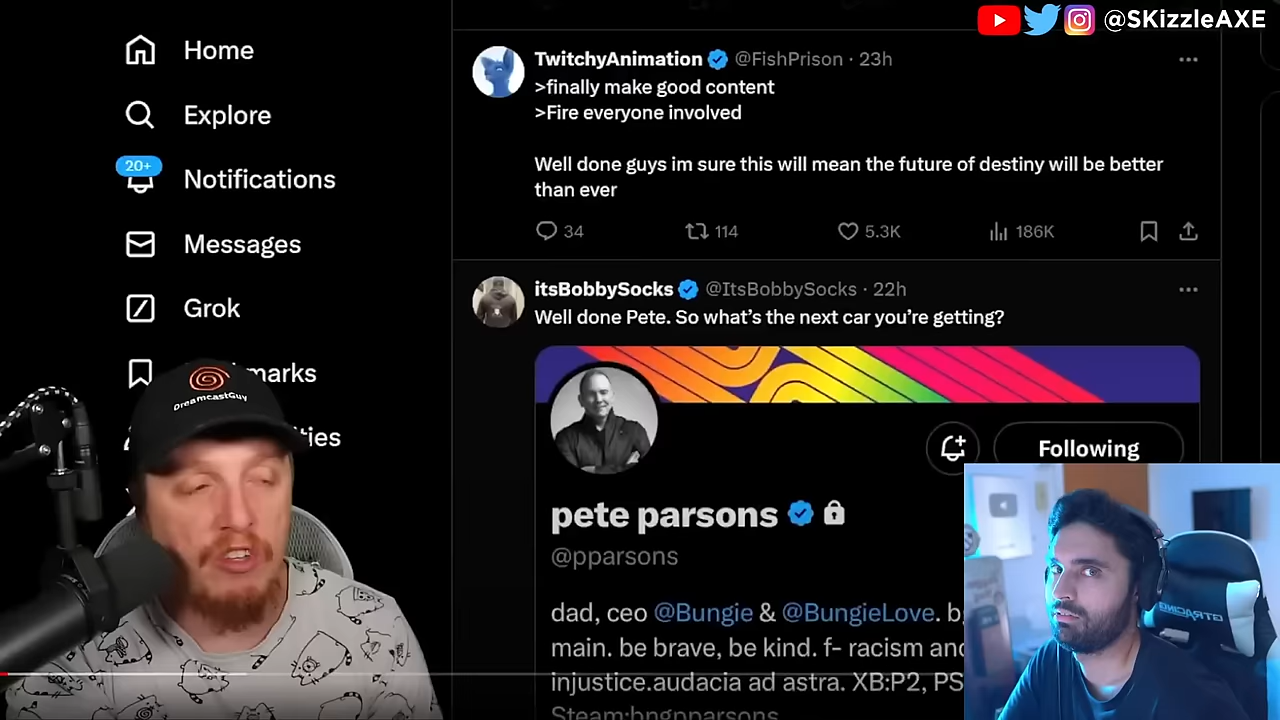 @SKizzleAXE
Home
Explore
20+
Notifications
Messages
Grok
marks
ties
DreamcastGuy
TwitchyAnimation @FishPrison · 23h
>finally make good content
>Fire everyone involved
Well done guys im sure this will mean the future of destiny will be better
than ever
34 114 5.3K 186K
itsBobbySocks @ItsBobbySocks · 22h
Well done Pete. So what's the next car you're getting?
Following
pete parsons
@pparsons
dad, ceo @Bungie & @BungieLove.
main. be brave, be kind. f- racism and
injustice.audacia ad astra. XB:P2, PS
Steam:bngpparsons
GTRACING